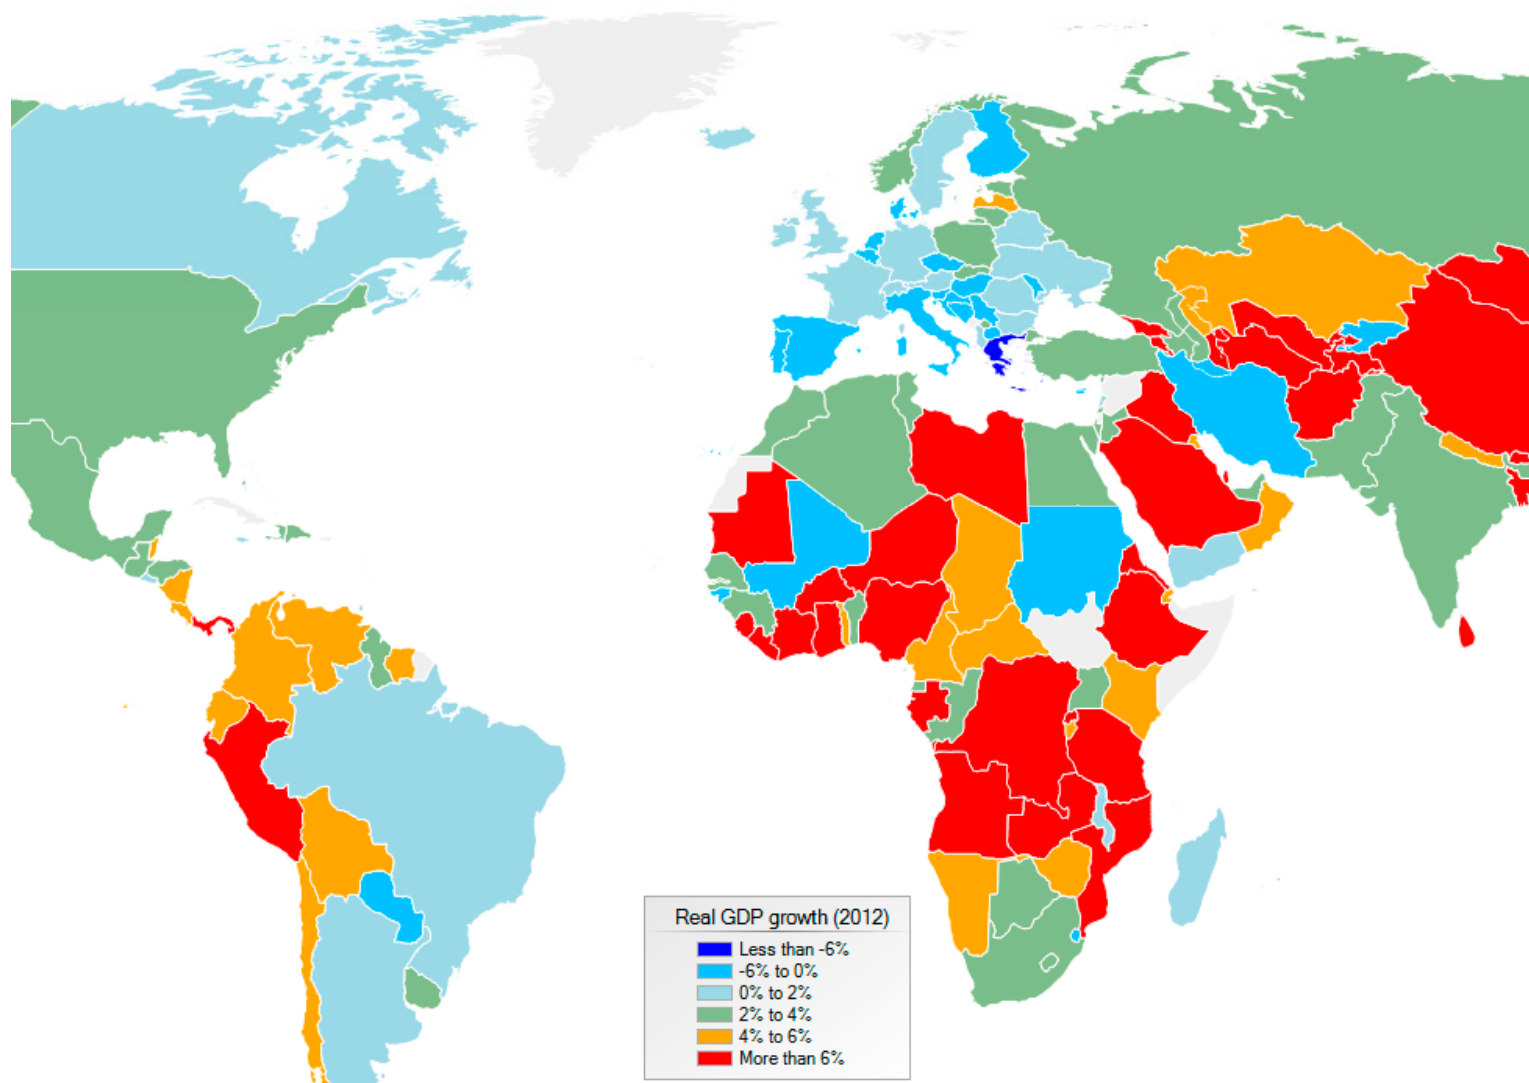 Real GDP growth (2012)
Less than -6%
-6% to 0%
0% to 2%
2% to 4%
4% to 6%
More than 6%